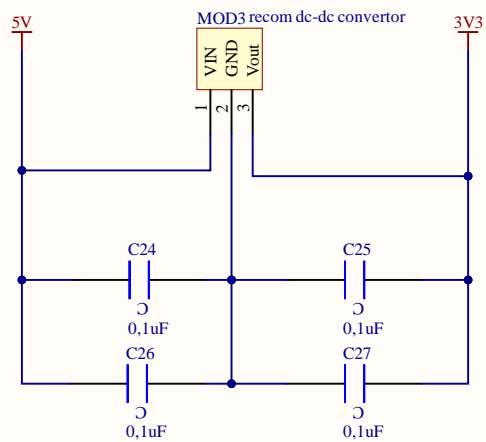 5V
MOD3 recom dc-dc convertor
3V3
VIN
GND
Vout
1
2
3
C24
C
0,1uF
C25
C
0,1uF
C26
C
0,1uF
C27
C
0,1uF